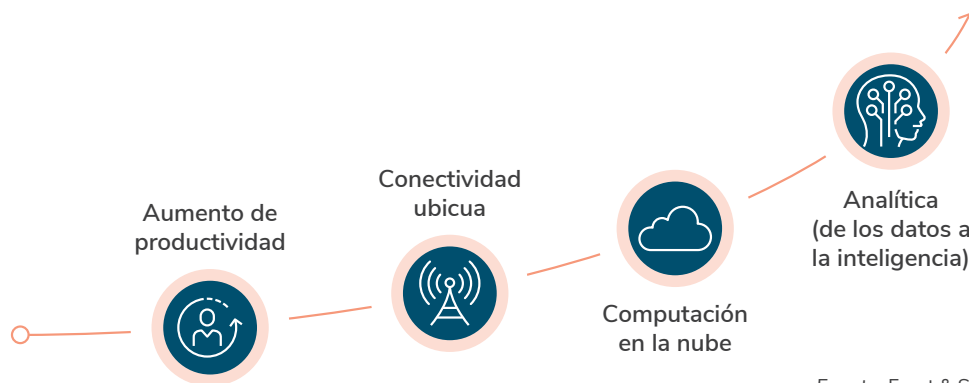 Aumento de
productividad
Conectividad
ubicua
Computación
en la nube
Analítica
(de los datos a
la inteligencia)